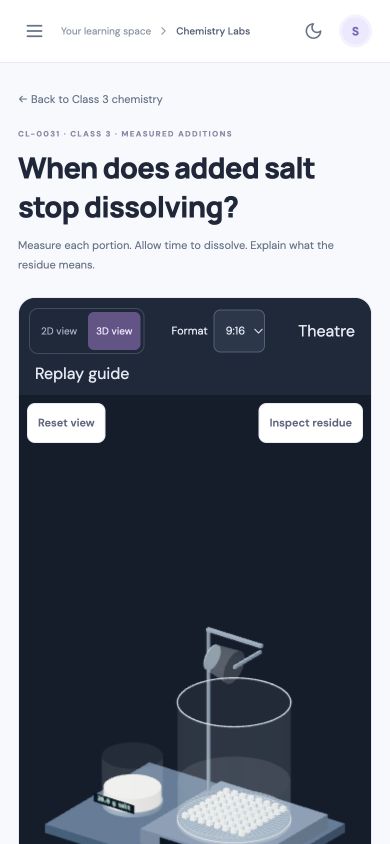 Your learning space > Chemistry Labs
S
← Back to Class 3 chemistry
CL-0031 · CLASS 3 · MEASURED ADDITIONS
When does added salt
stop dissolving?
Measure each portion. Allow time to dissolve. Explain what the
residue means.
2D view 3D view Format 9:16 Theatre
Replay guide
Reset view Inspect residue